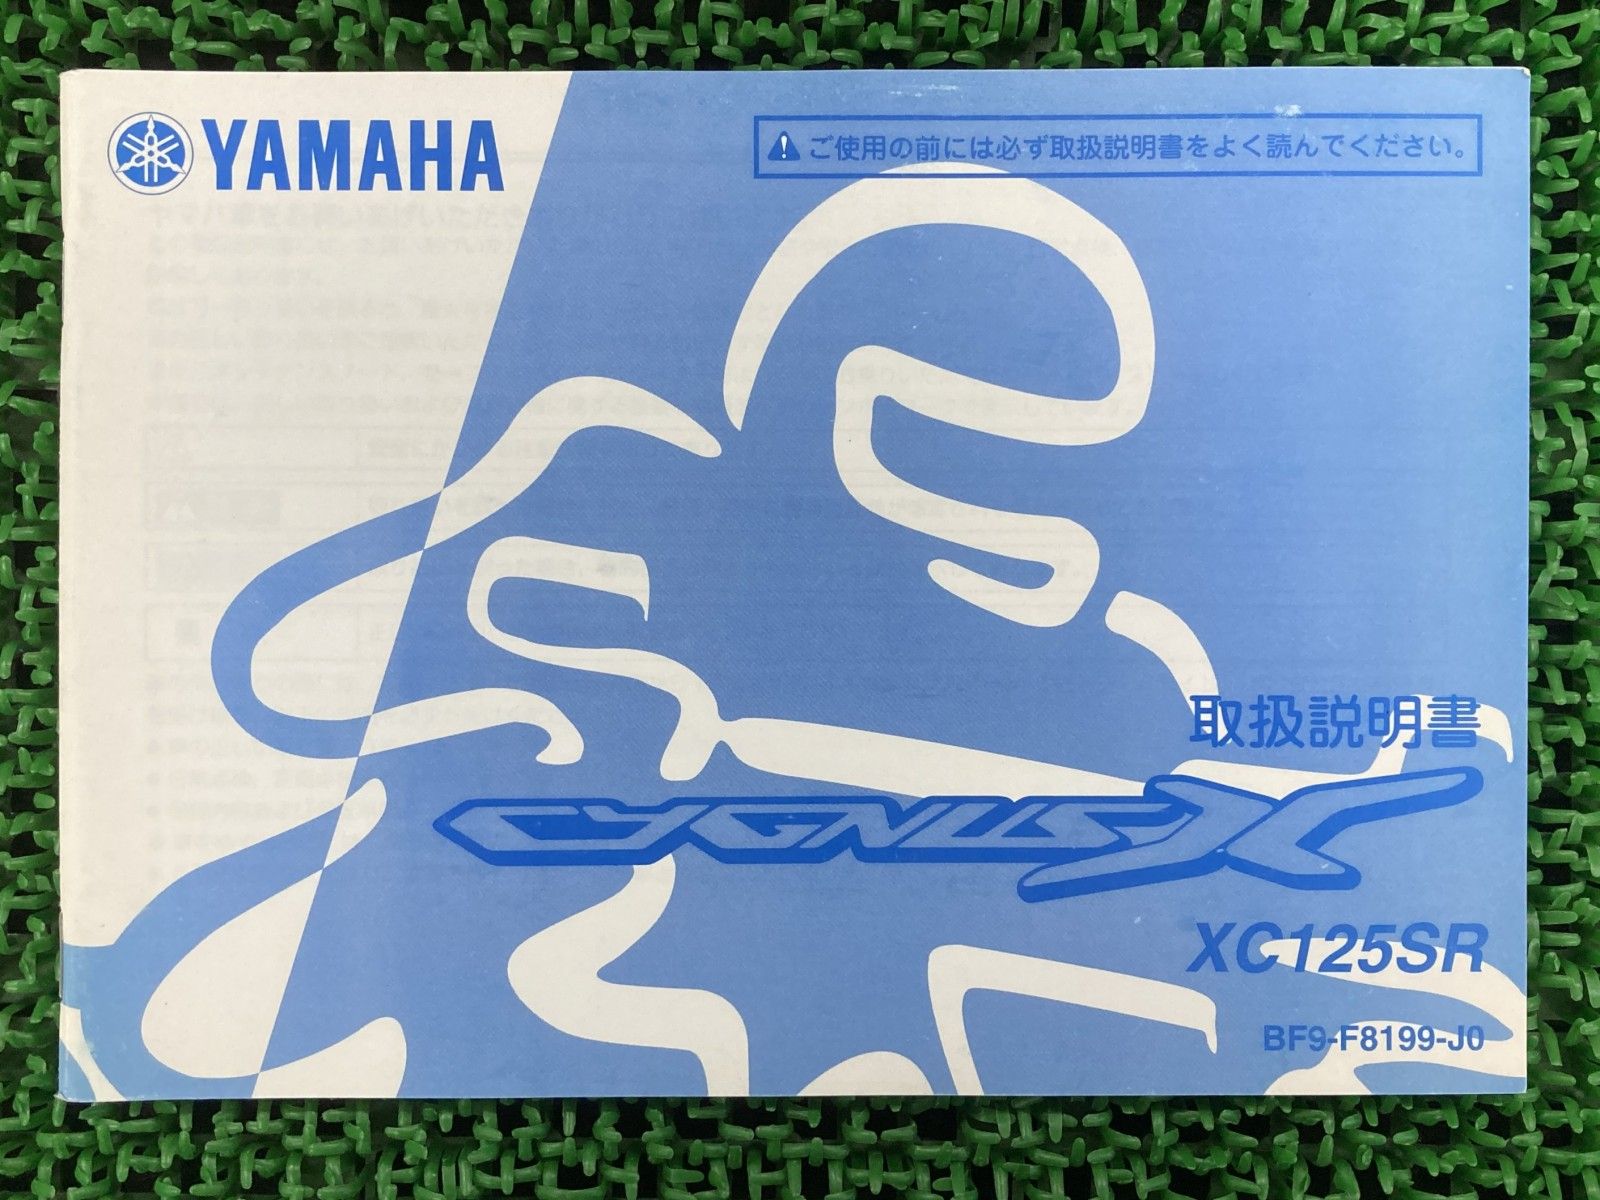 YAMAHA
ご使用の前には必ず取扱説明書をよく読んでください。
取扱説明書
CYGNUS X
XC125SR
BF9-F8199-J0